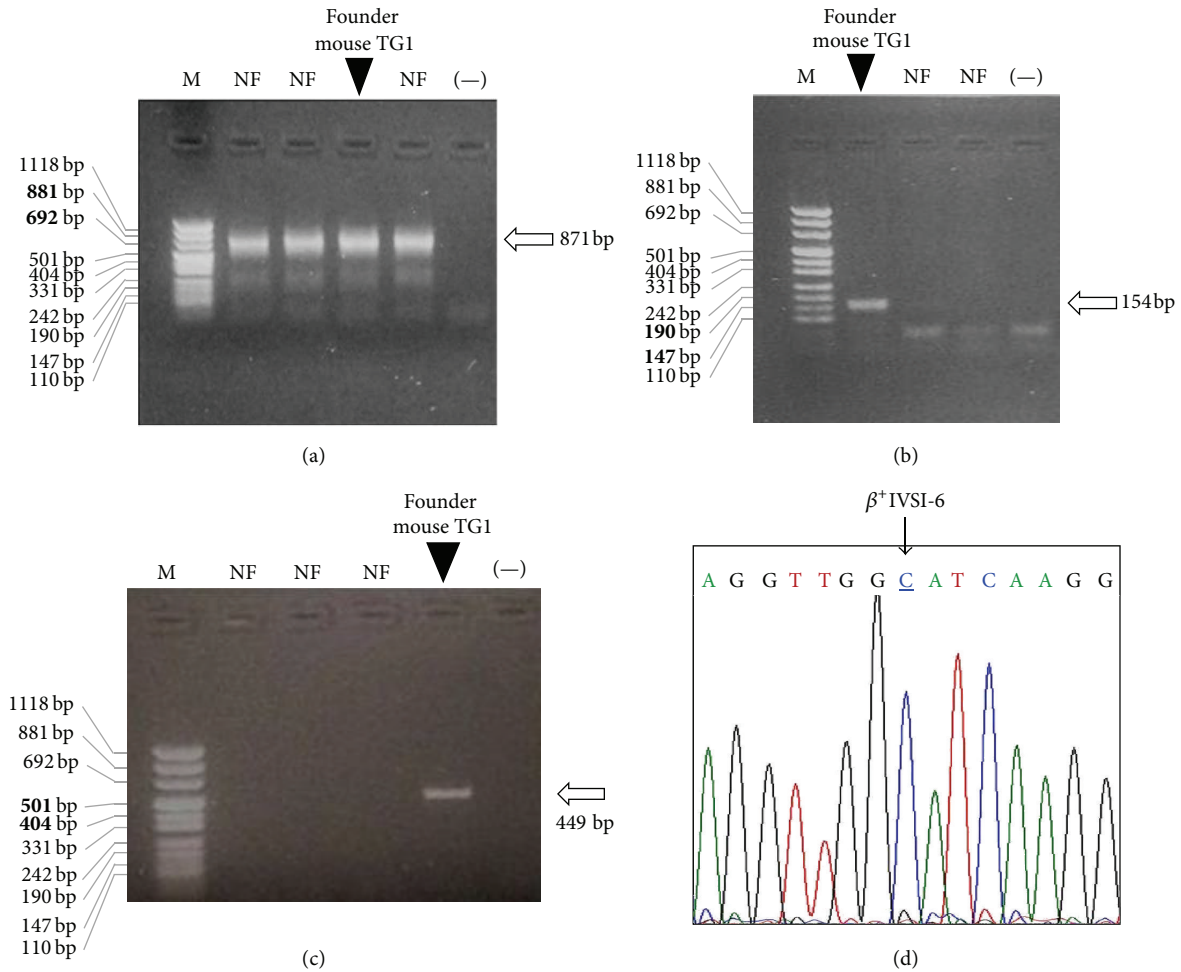 Founder
mouse TG1
M NF NF NF (—)
1118 bp
881 bp
692 bp
501 bp
404 bp
331 bp
242 bp
190 bp
147 bp
110 bp
871 bp
(a)
Founder
mouse TG1
M NF NF (—)
1118 bp
881 bp
692 bp
501 bp
404 bp
331 bp
242 bp
190 bp
147 bp
110 bp
154 bp
(b)
Founder
mouse TG1
M NF NF NF (—)
1118 bp
881 bp
692 bp
501 bp
404 bp
331 bp
242 bp
190 bp
147 bp
110 bp
449 bp
(c)
β⁺ IVSI-6
A G G T T G G C A T C A A G G
(d)